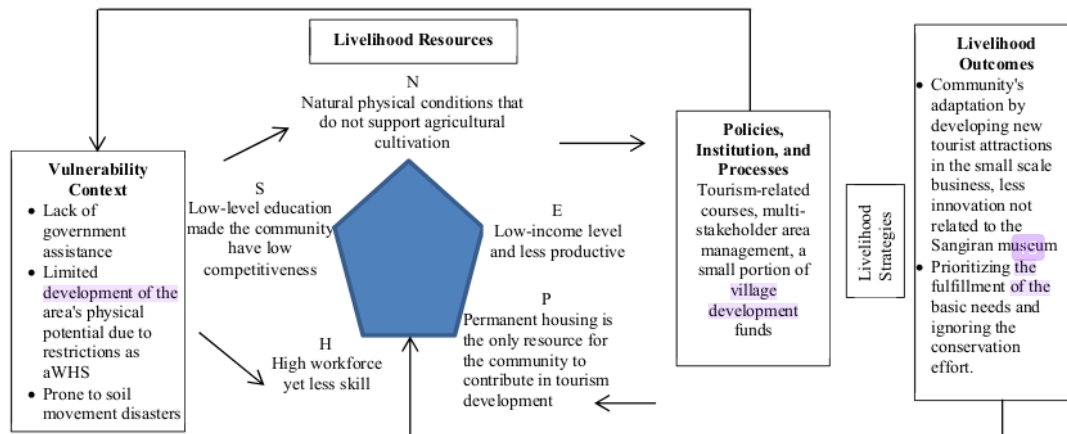 Livelihood Resources
N
Natural physical conditions that
do not support agricultural
cultivation
Vulnerability
Context
• Lack of
government
assistance
• Limited
development of the
area's physical
potential due to
restrictions as
aWHS
• Prone to soil
movement disasters
S
Low-level education
made the community
have low
competitiveness
E
Low-income level
and less productive
H
High workforce
yet less skill
P
Permanent housing is
the only resource for
the community to
contribute in tourism
development
Policies,
Institution, and
Processes
Tourism-related
courses, multi-
stakeholder area
management, a
small portion of
village
development
funds
Livelihood
Strategies
Livelihood
Outcomes
• Community's
adaptation by
developing new
tourist attractions
in the small scale
business, less
innovation not
related to the
Sangiran museum
• Prioritizing the
fulfillment of the
basic needs and
ignoring the
conservation
effort.